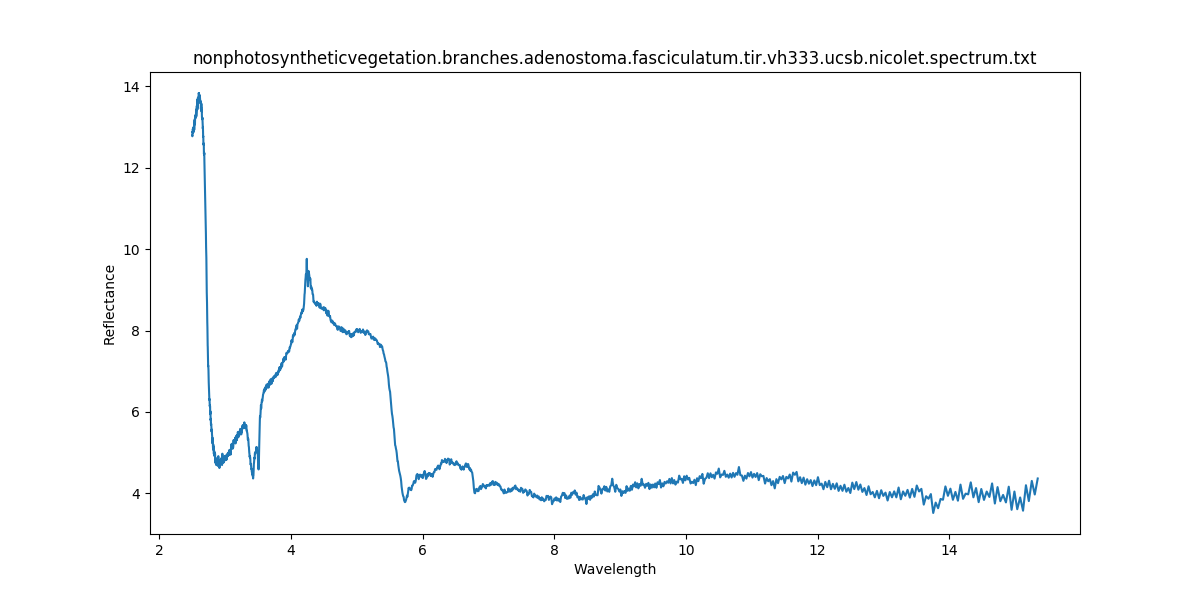 nonphotosyntheticvegetation.branches.adenostoma.fasciculatum.tir.vh333.ucsb.nicolet.spectrum.txt
14
12
10
8
6
4
Reflectance
2 4 6 8 10 12 14
Wavelength